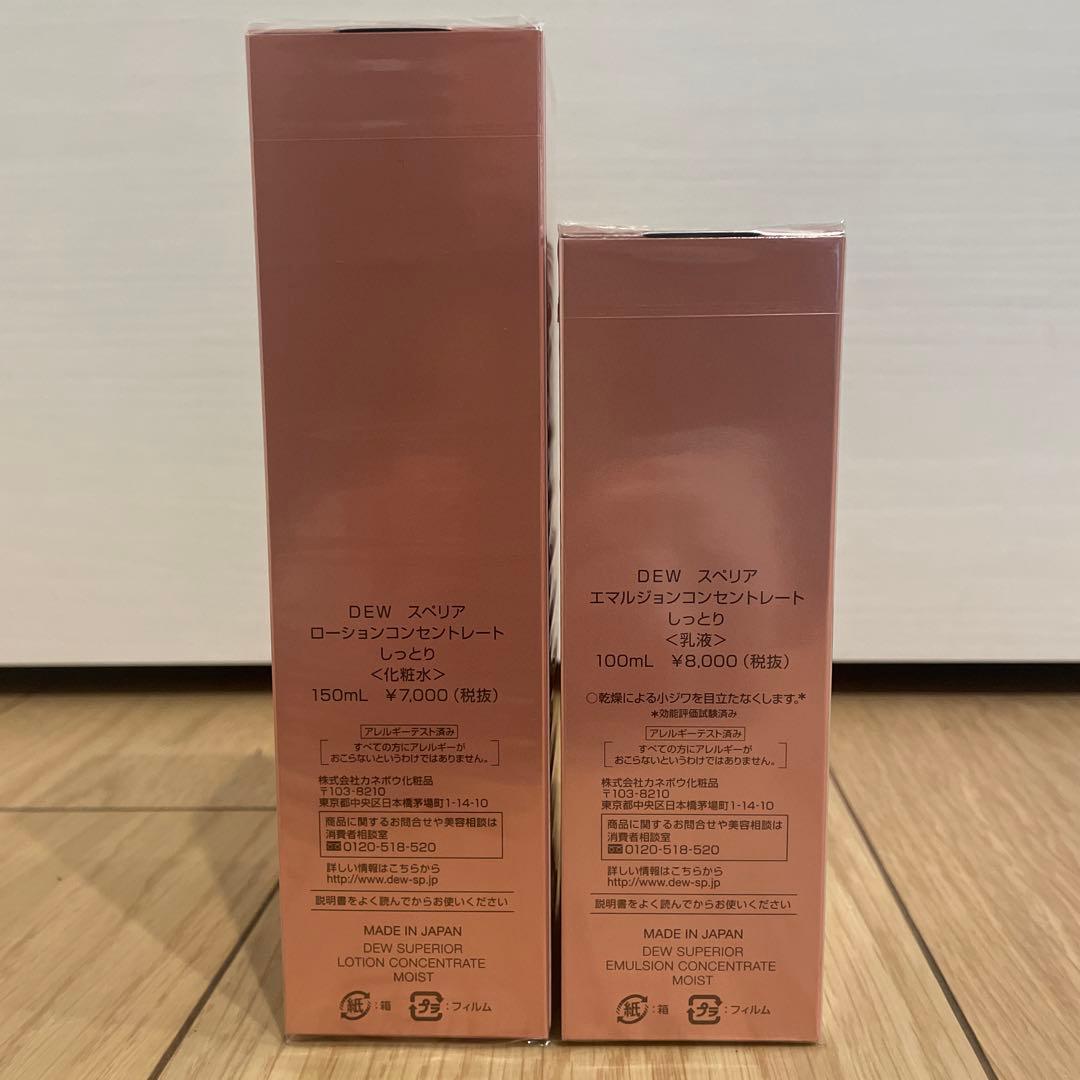 DEW スペリア
ローションコンセントレート
しっとり
<化粧水>
150mL ¥7,000(税抜)
アレルギーテスト済み
すべての方にアレルギーが
おこらないというわけではありません。
株式会社カネボウ化粧品
〒103-8210
東京都中央区日本橋茅場町1-14-10
商品に関するお問合せや美容相談は
消費者相談室
0120-518-520
詳しい情報はこちらから
http://www.dew-sp.jp
説明書をよく読んでからお使いください
MADE IN JAPAN
DEW SUPERIOR
LOTION CONCENTRATE
MOIST
紙:箱 プラ:フィルム
DEW スペリア
エマルジョンコンセントレート
しっとり
<乳液>
100mL ¥8,000(税抜)
○乾燥による小ジワを目立たなくします。*
*効能評価試験済み
アレルギーテスト済み
すべての方にアレルギーが
おこらないというわけではありません。
株式会社カネボウ化粧品
〒103-8210
東京都中央区日本橋茅場町1-14-10
商品に関するお問合せや美容相談は
消費者相談室
0120-518-520
詳しい情報はこちらから
http://www.dew-sp.jp
説明書をよく読んでからお使いください
MADE IN JAPAN
DEW SUPERIOR
EMULSION CONCENTRATE
MOIST
紙:箱 プラ:フィルム